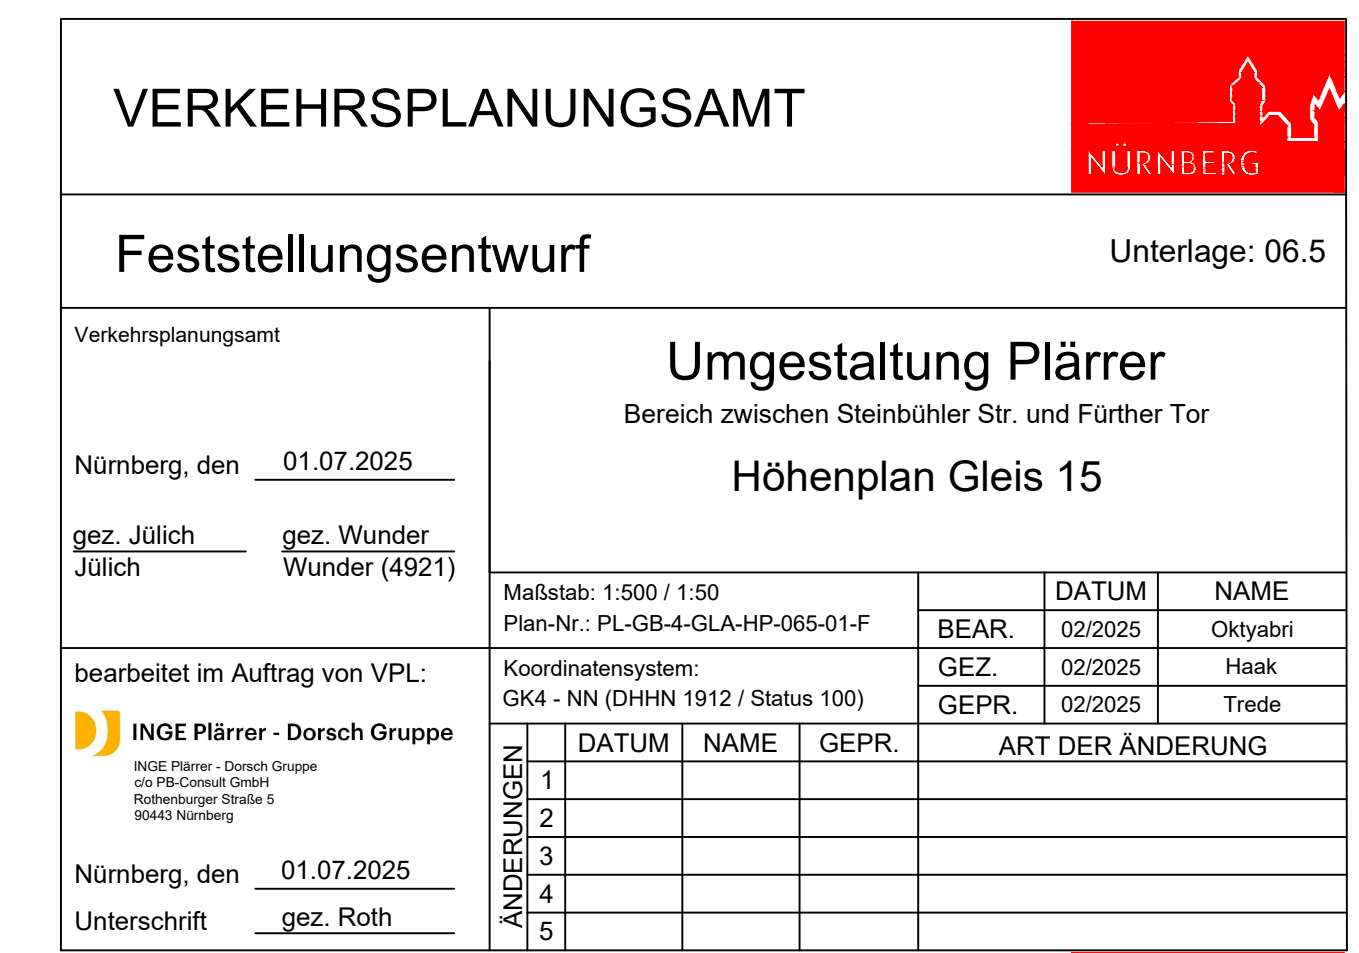 VERKEHRSPLANUNGSAMT
NÜRNBERG
Feststellungsentwurf
Unterlage: 06.5
Verkehrsplanungsamt
Nürnberg, den 01.07.2025
gez. Jülich gez. Wunder
Jülich Wunder (4921)
Umgestaltung Plärrer
Bereich zwischen Steinbühler Str. und Fürther Tor
Höhenplan Gleis 15
Maßstab: 1:500 / 1:50
Plan-Nr.: PL-GB-4-GLA-HP-065-01-F
DATUM NAME
BEAR. 02/2025 Oktyabri
GEZ. 02/2025 Haak
GEPR. 02/2025 Trede
Koordinatensystem:
GK4 - NN (DHHN 1912 / Status 100)
bearbeitet im Auftrag von VPL:
INGE Plärrer - Dorsch Gruppe
INGE Plärrer - Dorsch Gruppe
c/o PB-Consult GmbH
Rothenburger Straße 5
90443 Nürnberg
Nürnberg, den 01.07.2025
Unterschrift gez. Roth
ÄNDERUNGEN
DATUM NAME GEPR. ART DER ÄNDERUNG
1
2
3
4
5